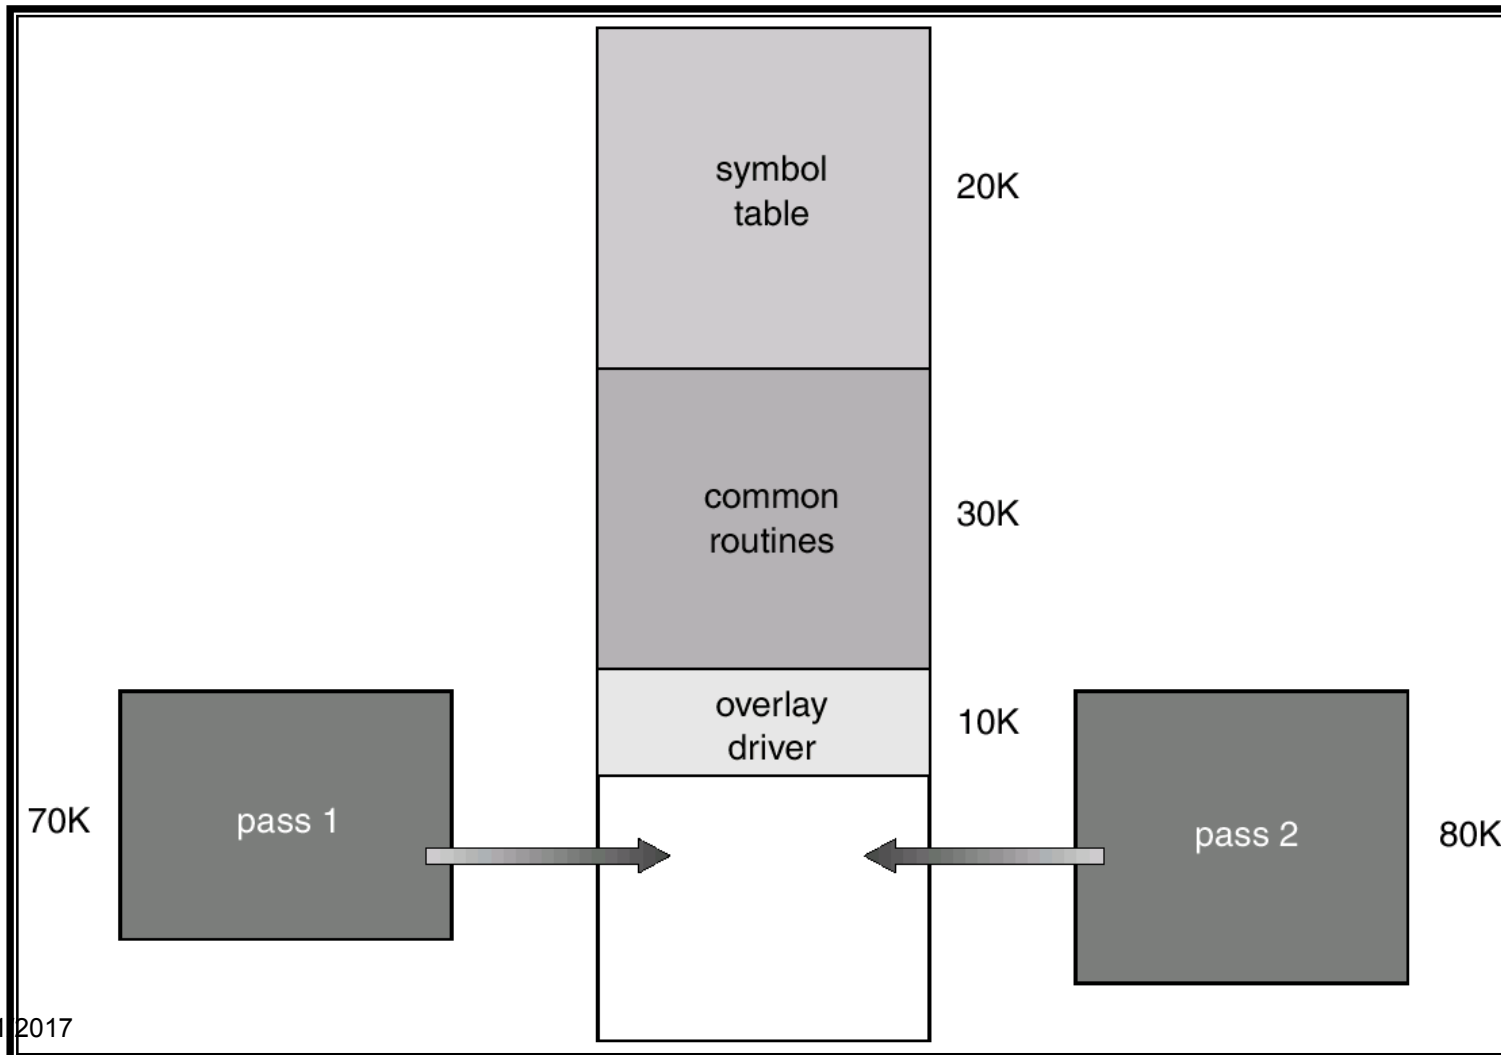 symbol
table
20K
common
routines
30K
overlay
driver
10K
70K
pass 1
pass 2
80K
2017